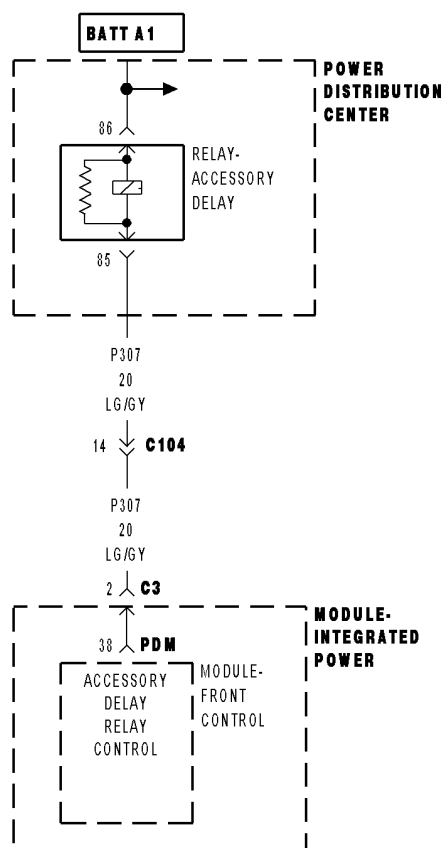 BATT A1
POWER
DISTRIBUTION
CENTER
86
RELAY-
ACCESSORY
DELAY
85
P307
20
LG/GY
14 C104
P307
20
LG/GY
2 C3
MODULE-
INTEGRATED
POWER
38 PDM
ACCESSORY
DELAY
RELAY
CONTROL
MODULE-
FRONT
CONTROL